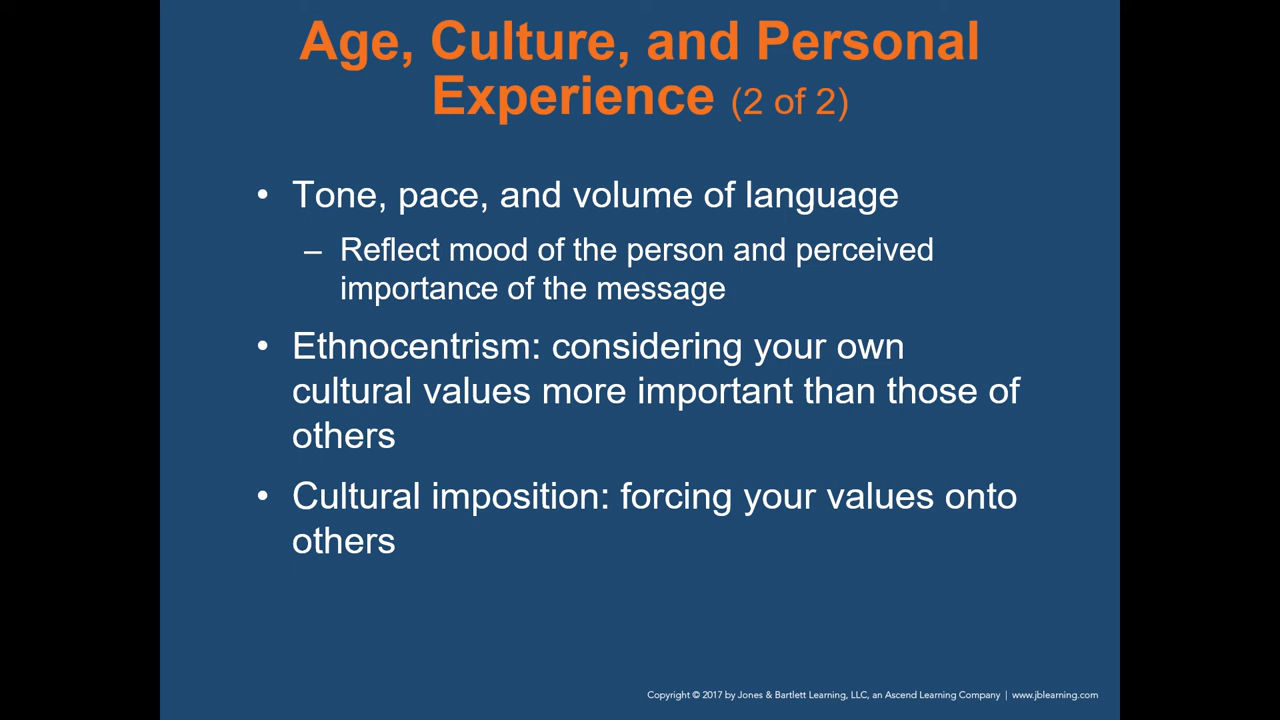 Age, Culture, and Personal
Experience (2 of 2)
• Tone, pace, and volume of language
– Reflect mood of the person and perceived
importance of the message
• Ethnocentrism: considering your own
cultural values more important than those of
others
• Cultural imposition: forcing your values onto
others
Copyright © 2017 by Jones & Bartlett Learning, LLC, an Ascend Learning Company | www.jblearning.com